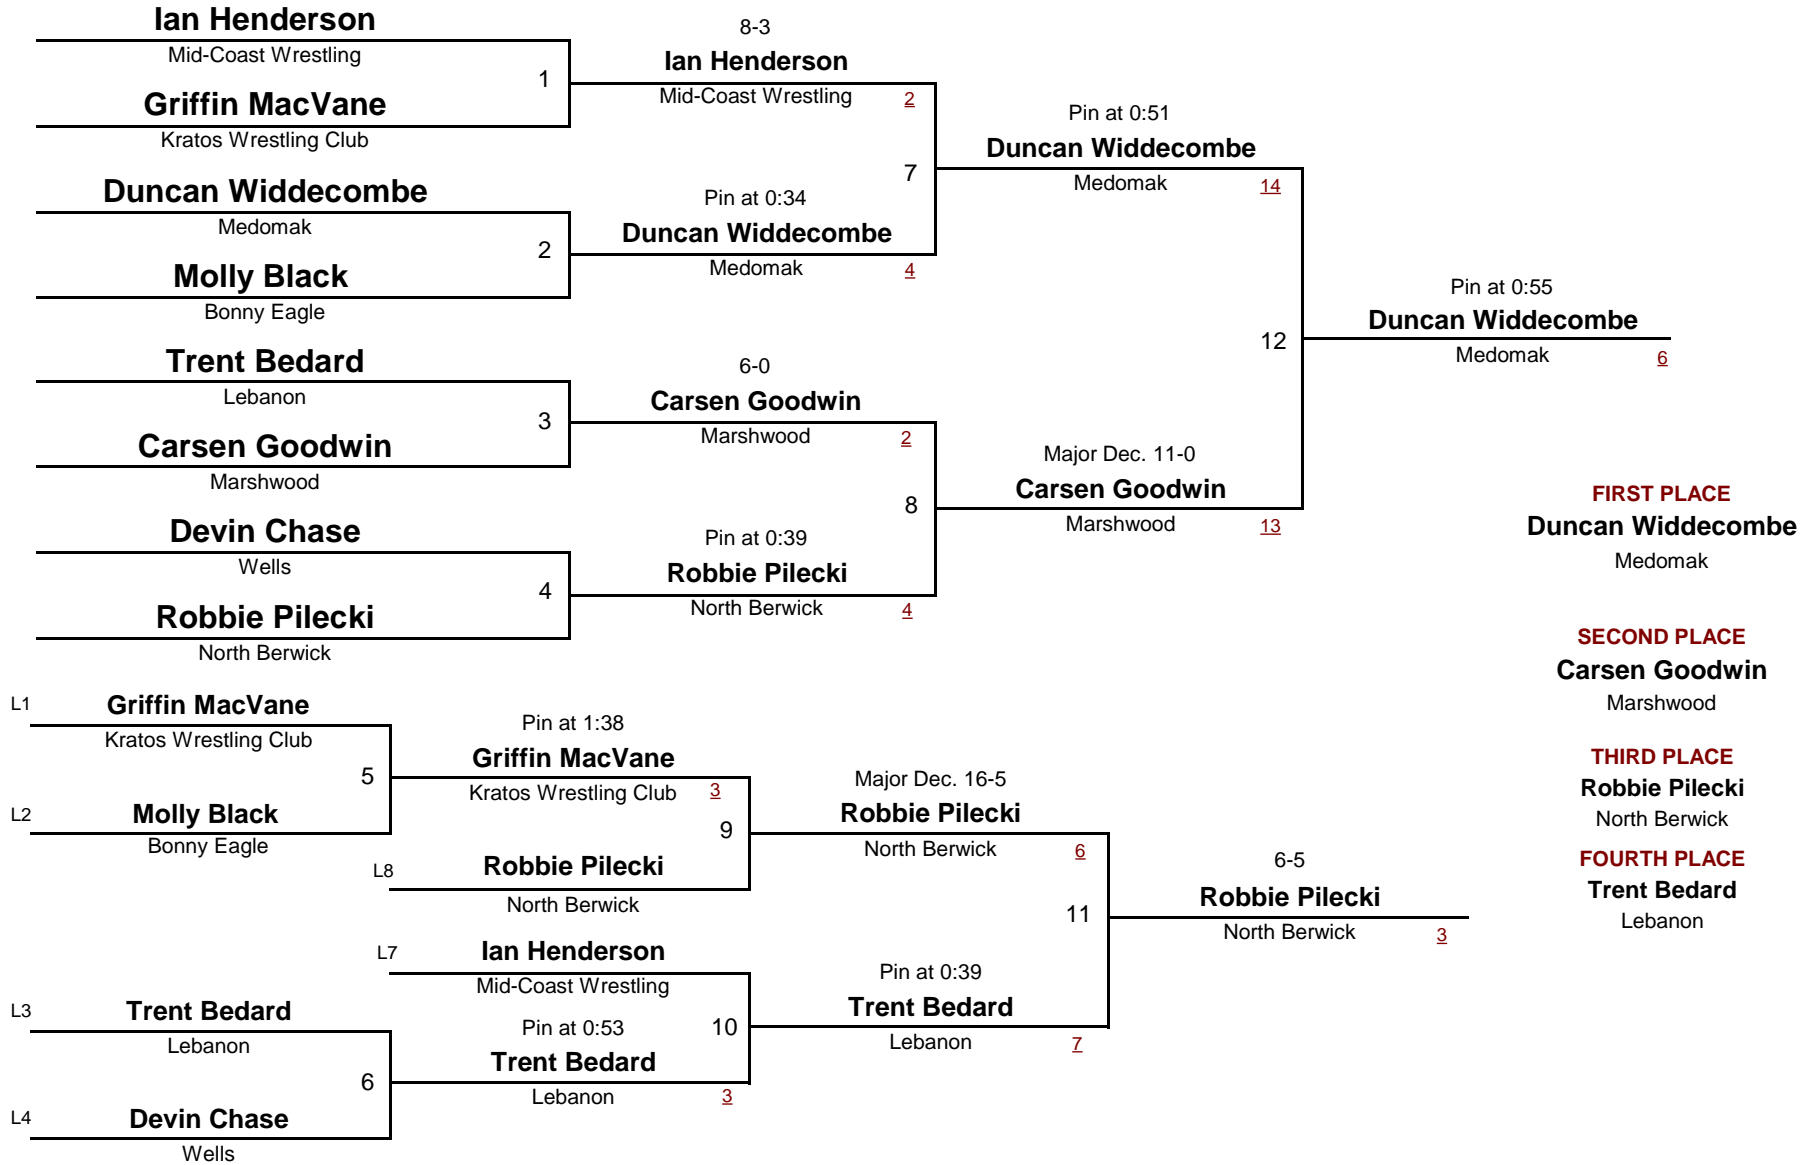 Ian Henderson
Mid-Coast Wrestling
1
Griffin MacVane
Kratos Wrestling Club
8-3
Ian Henderson
Mid-Coast Wrestling
2
Duncan Widdecombe
Medomak
2
Molly Black
Bonny Eagle
Pin at 0:34
Duncan Widdecombe
Medomak
4
7
Pin at 0:51
Duncan Widdecombe
Medomak
14
Trent Bedard
Lebanon
3
Carsen Goodwin
Marshwood
6-0
Carsen Goodwin
Marshwood
2
Devin Chase
Wells
4
Robbie Pilecki
North Berwick
Pin at 0:39
Robbie Pilecki
North Berwick
4
8
Major Dec. 11-0
Carsen Goodwin
Marshwood
13
12
Pin at 0:55
Duncan Widdecombe
Medomak
6
FIRST PLACE
Duncan Widdecombe
Medomak
SECOND PLACE
Carsen Goodwin
Marshwood
THIRD PLACE
Robbie Pilecki
North Berwick
FOURTH PLACE
Trent Bedard
Lebanon
L1
Griffin MacVane
Kratos Wrestling Club
5
L2
Molly Black
Bonny Eagle
Pin at 1:38
Griffin MacVane
Kratos Wrestling Club
3
9
L8
Robbie Pilecki
North Berwick
Major Dec. 16-5
Robbie Pilecki
North Berwick
6
L7
Ian Henderson
Mid-Coast Wrestling
10
L3
Trent Bedard
Lebanon
6
L4
Devin Chase
Wells
Pin at 0:53
Trent Bedard
Lebanon
3
Pin at 0:39
Trent Bedard
Lebanon
7
11
6-5
Robbie Pilecki
North Berwick
3